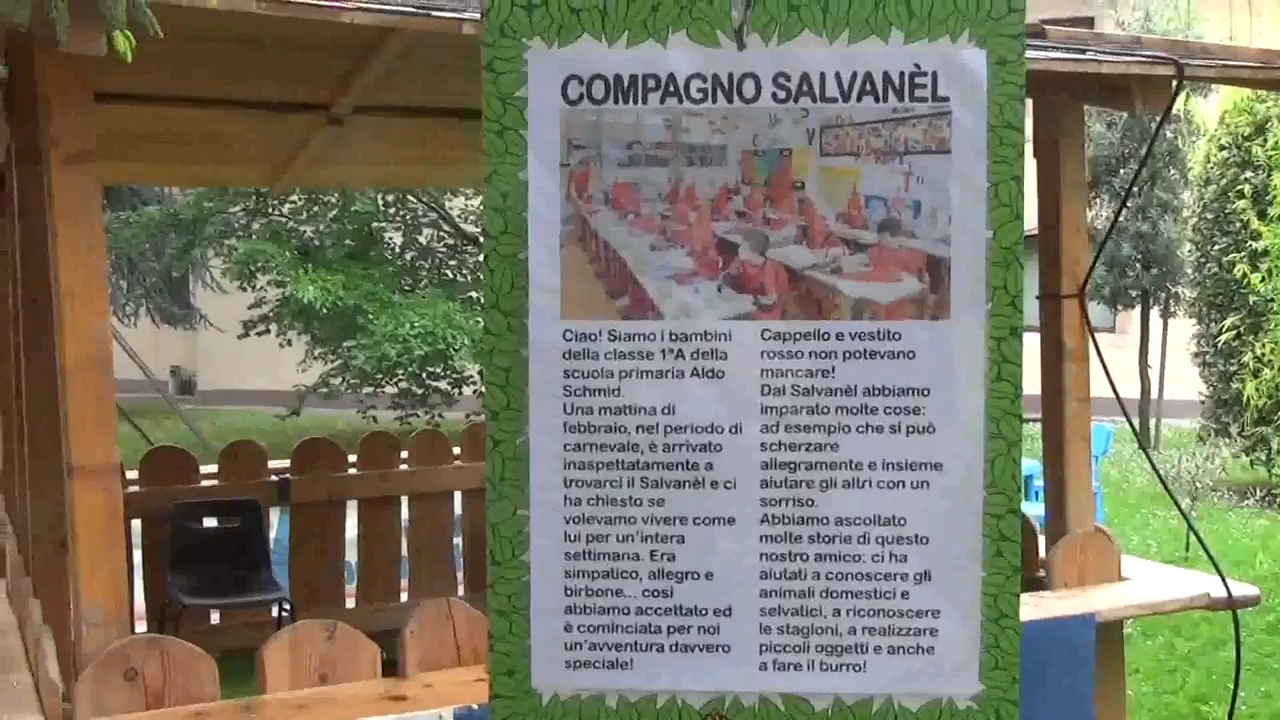 COMPAGNO SALVANÈL
Ciao! Siamo i bambini
della classe 1ªA della
scuola primaria Aldo
Schmid.
Una mattina di
febbraio, nel periodo di
carnevale, è arrivato
inaspettatamente a
trovarci il Salvanèl e ci
ha chiesto se
volevamo vivere come
lui per un'intera
settimana. Era
simpatico, allegro e
birbone... così
abbiamo accettato ed
è cominciata per noi
un'avventura davvero
speciale!
Cappello e vestito
rosso non potevano
mancare!
Dal Salvanèl abbiamo
imparato molte cose:
ad esempio che si può
scherzare
allegramente e insieme
aiutare gli altri con un
sorriso.
Abbiamo ascoltato
molte storie di questo
nostro amico: ci ha
aiutati a conoscere gli
animali domestici e
selvatici, a riconoscere
le stagioni, a realizzare
piccoli oggetti e anche
a fare il burro!